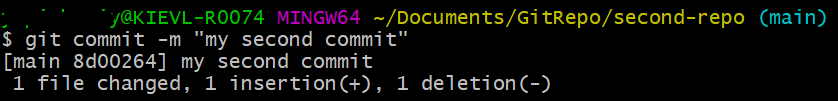 @KIEVL-R0074 MINGW64 ~/Documents/GitRepo/second-repo (main)
$ git commit -m "my second commit"
[main 8d00264] my second commit
1 file changed, 1 insertion(+), 1 deletion(-)